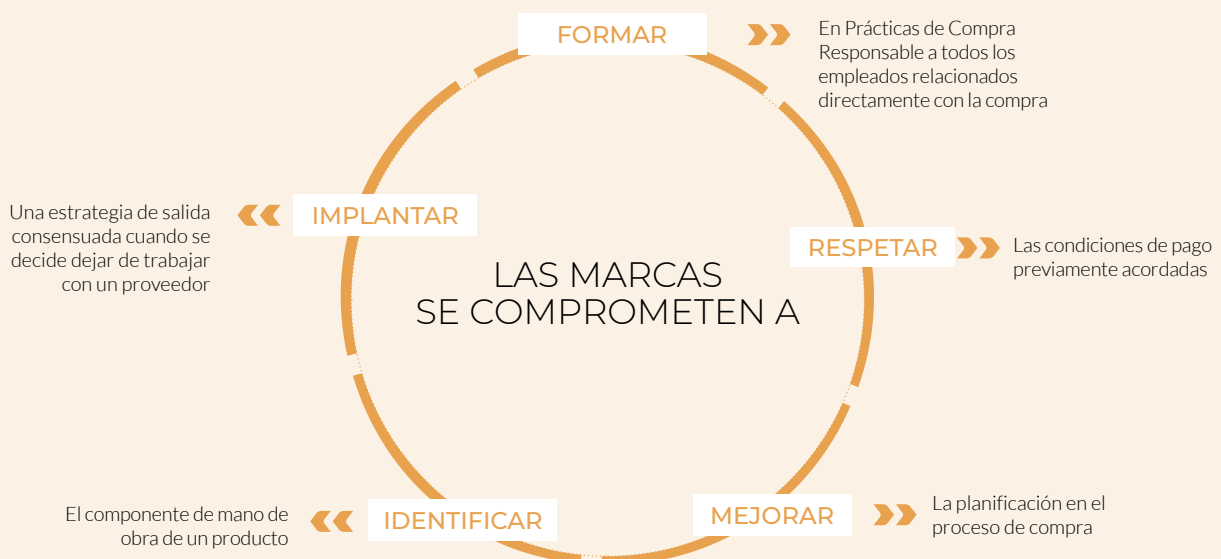 FORMAR
En Prácticas de Compra
Responsable a todos los
empleados relacionados
directamente con la compra
Una estrategia de salida
consensuada cuando se
decide dejar de trabajar
con un proveedor
IMPLANTAR
RESPETAR
Las condiciones de pago
previamente acordadas
LAS MARCAS
SE COMPROMETEN A
El componente de mano de
obra de un producto
IDENTIFICAR
MEJORAR
La planificación en el
proceso de compra